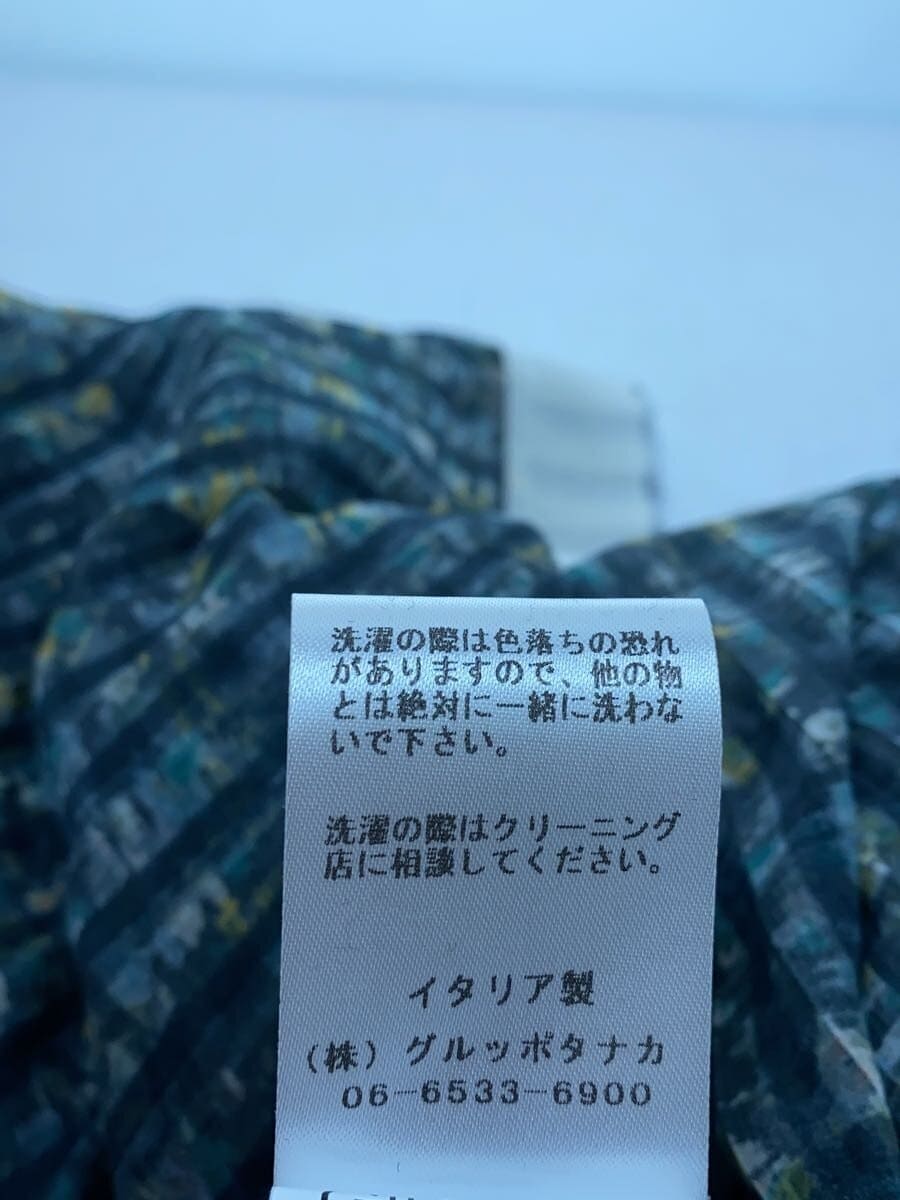 洗濯の際は色落ちの恐れ
がありますので、他の物
とは絶対に一緒に洗わな
いで下さい。
洗濯の際はクリーニング
店に相談してください。
イタリア製
(株) グルッポタナカ
06-6533-6900